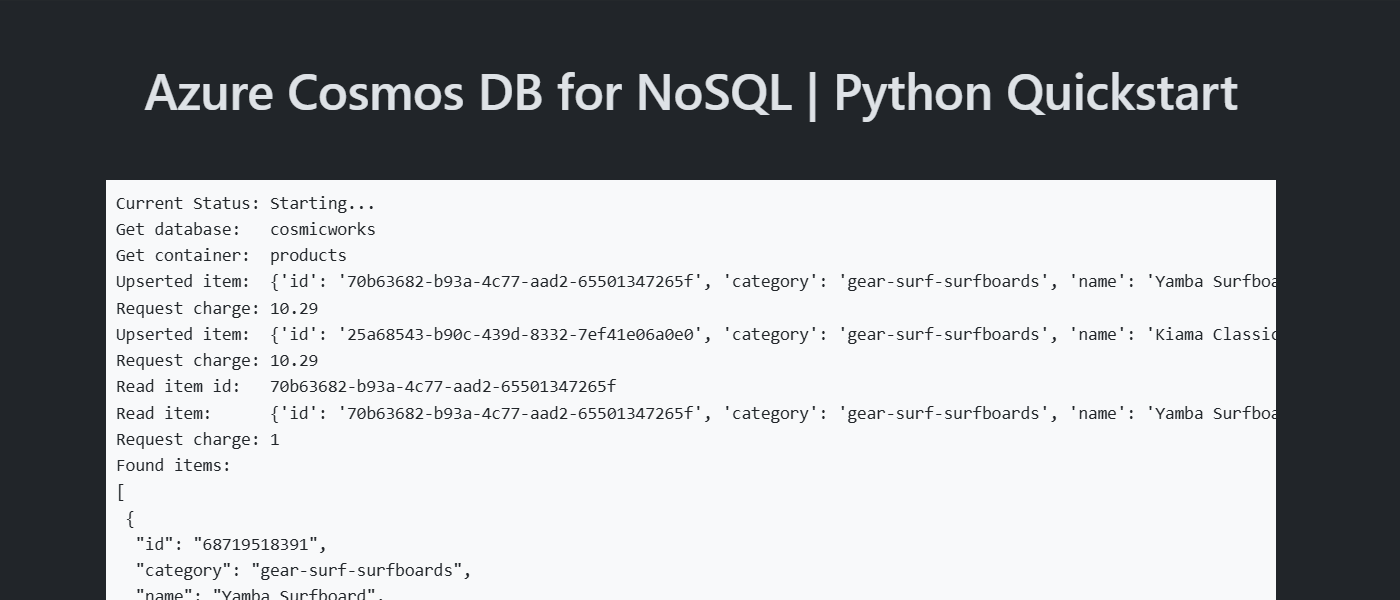 Azure Cosmos DB for NoSQL | Python Quickstart
Current Status: Starting...
Get database:   cosmicworks
Get container:  products
Upserted item:  {'id': '70b63682-b93a-4c77-aad2-65501347265f', 'category': 'gear-surf-surfboards', 'name': 'Yamba Surfboa
Request charge: 10.29
Upserted item:  {'id': '25a68543-b90c-439d-8332-7ef41e06a0e0', 'category': 'gear-surf-surfboards', 'name': 'Kiama Classic
Request charge: 10.29
Read item id:   70b63682-b93a-4c77-aad2-65501347265f
Read item:      {'id': '70b63682-b93a-4c77-aad2-65501347265f', 'category': 'gear-surf-surfboards', 'name': 'Yamba Surfboa
Request charge: 1
Found items:
[
 {
  "id": "68719518391",
  "category": "gear-surf-surfboards",
  "name": "Yamba Surfboard",